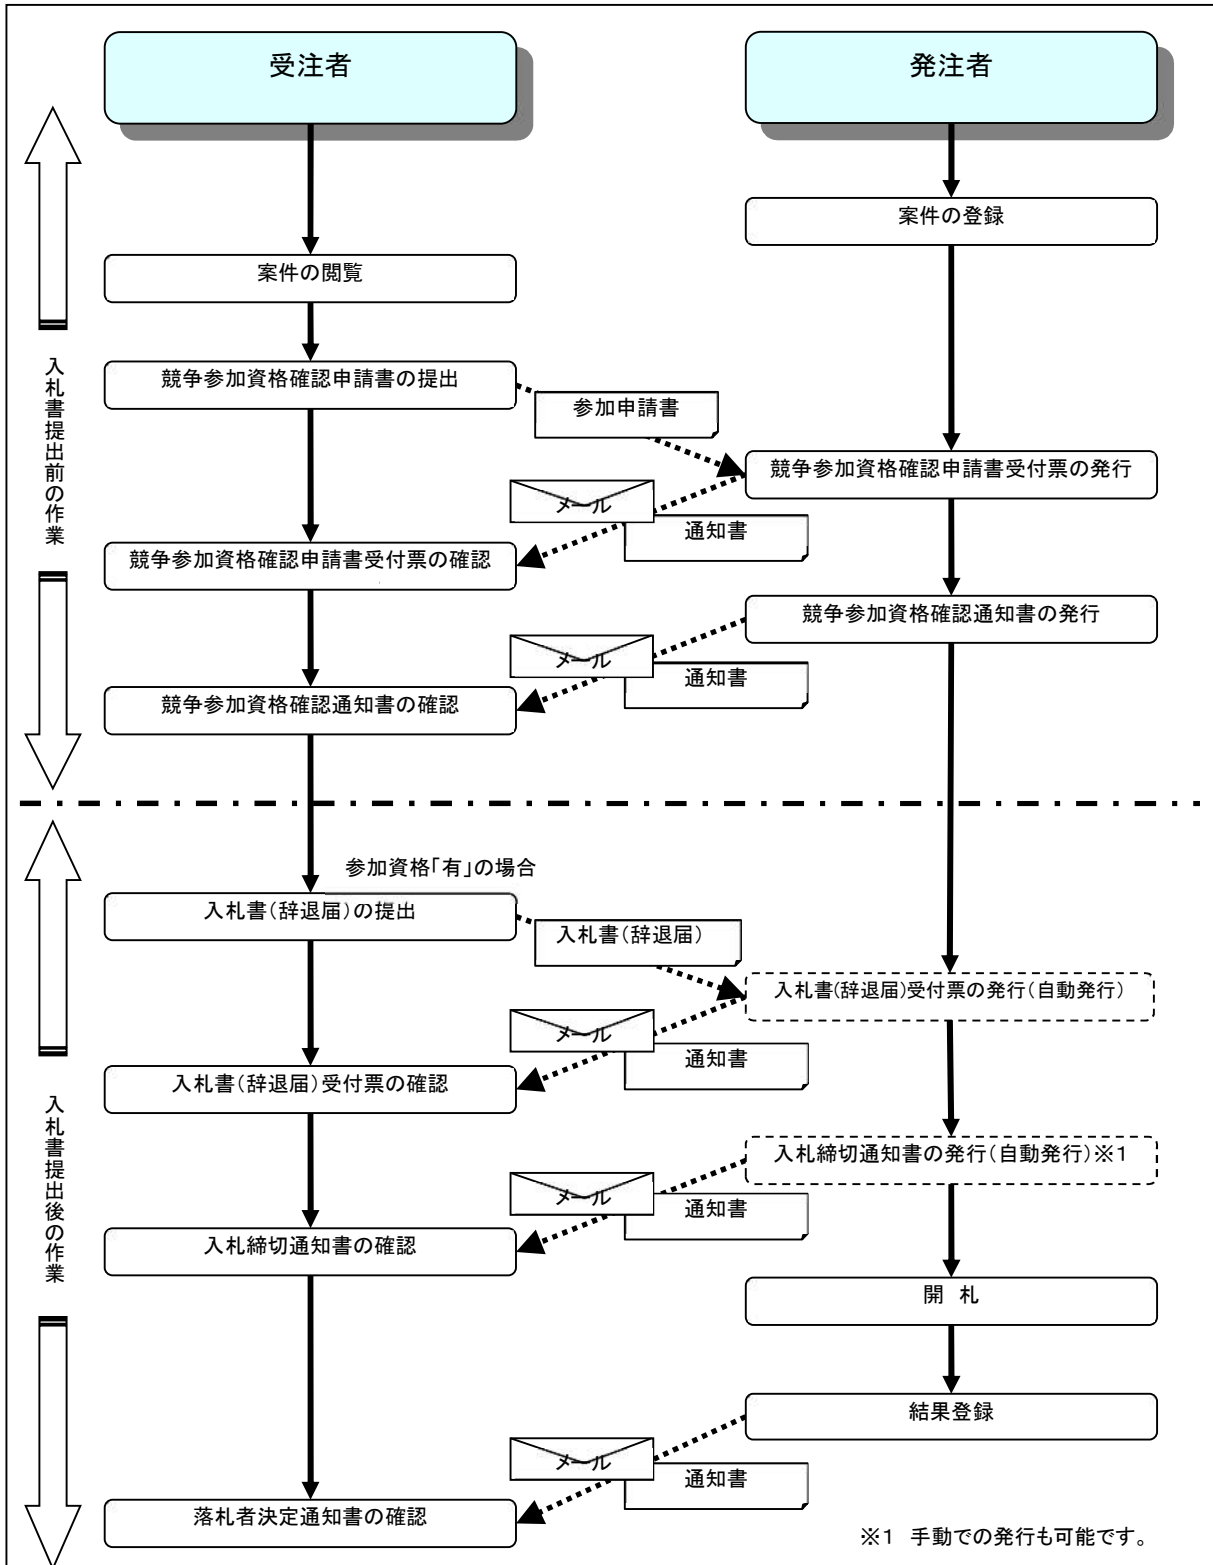 受注者
発注者
案件の登録
案件の閲覧
入札書提出前の作業
競争参加資格確認申請書の提出
参加申請書
競争参加資格確認申請書受付票の発行
メール
通知書
競争参加資格確認申請書受付票の確認
競争参加資格確認通知書の発行
メール
通知書
競争参加資格確認通知書の確認
参加資格「有」の場合
入札書(辞退届)の提出
入札書(辞退届)
入札書(辞退届)受付票の発行(自動発行)
メール
通知書
入札書(辞退届)受付票の確認
入札書提出後の作業
入札締切通知書の発行(自動発行)※1
メール
通知書
入札締切通知書の確認
開 札
結果登録
メール
通知書
落札者決定通知書の確認
※1 手動での発行も可能です。